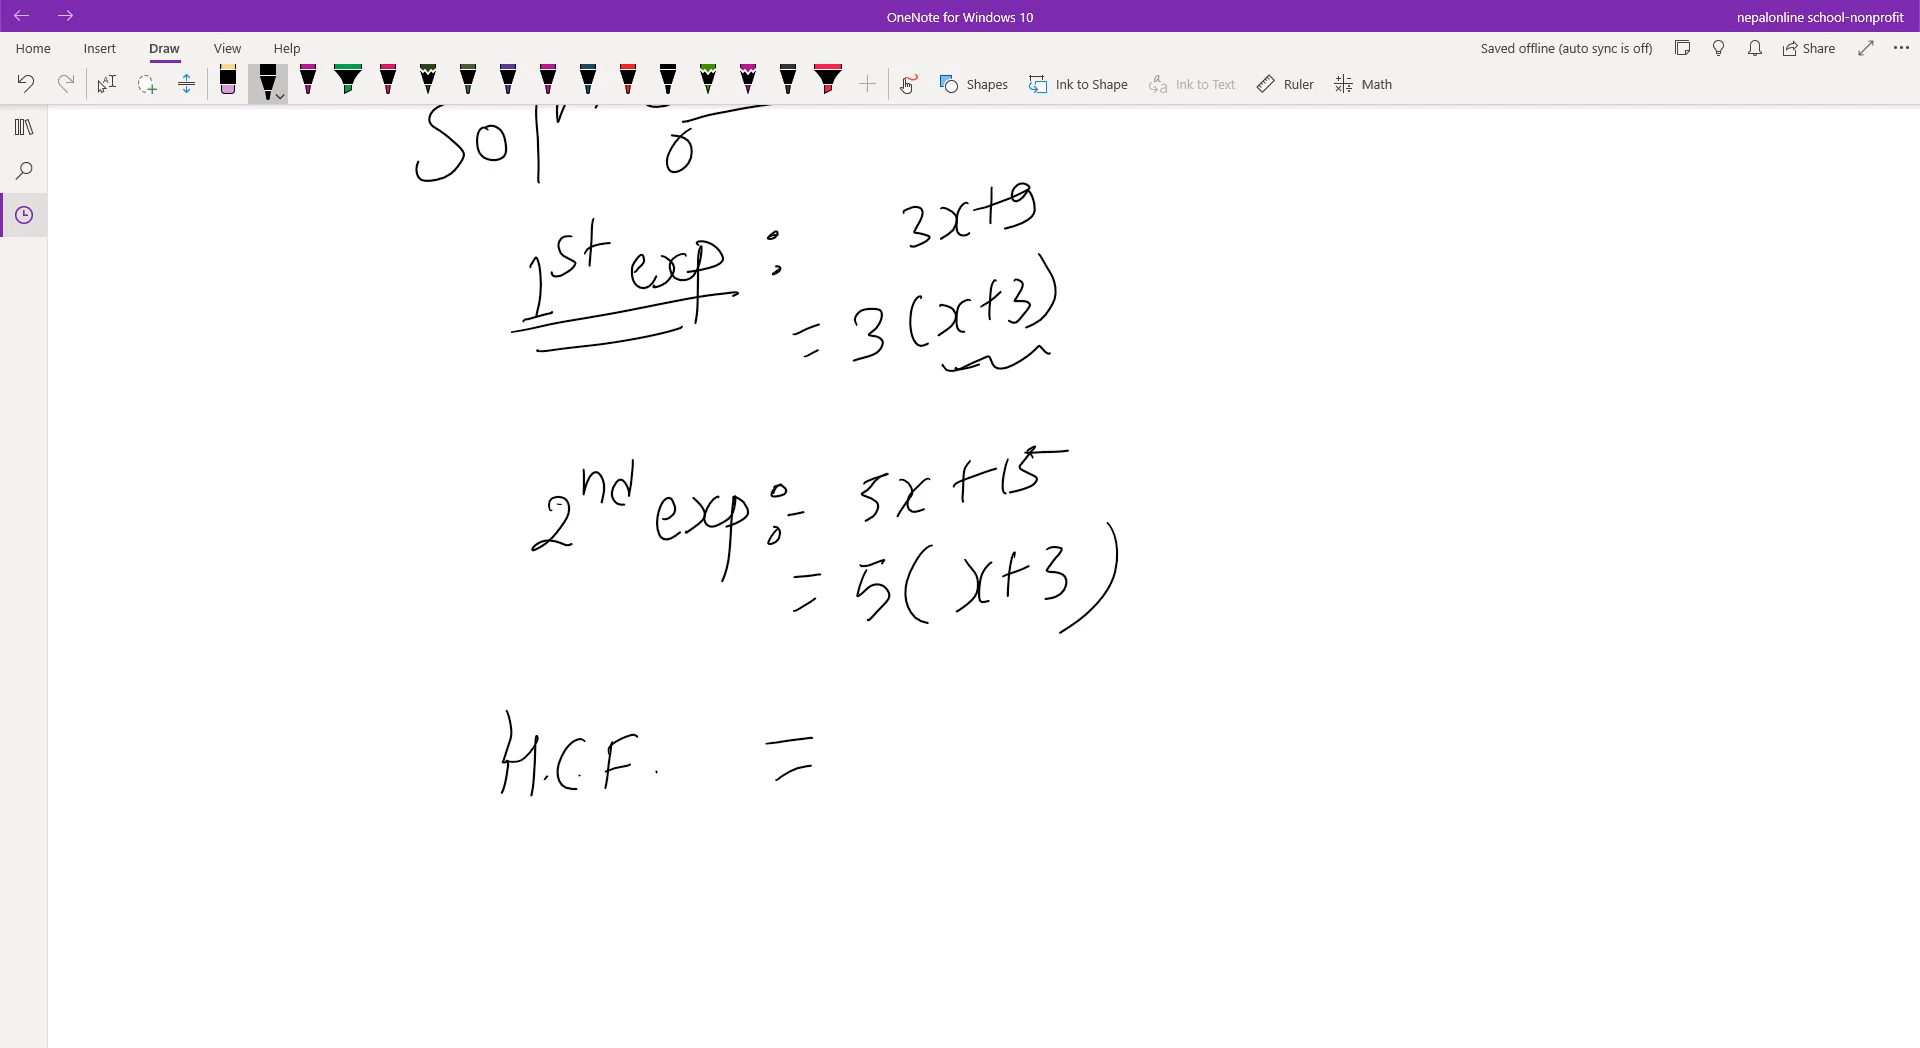 OneNote for Windows 10
nepalonline school-nonprofit
Home Insert Draw View Help
Saved offline (auto sync is off) Share
Shapes Ink to Shape Ink to Text Ruler Math
Solⁿ
1st exp : 3x+9
= 3(x+3)
2nd exp:- 5x+15
= 5(x+3)
H.C.F. =